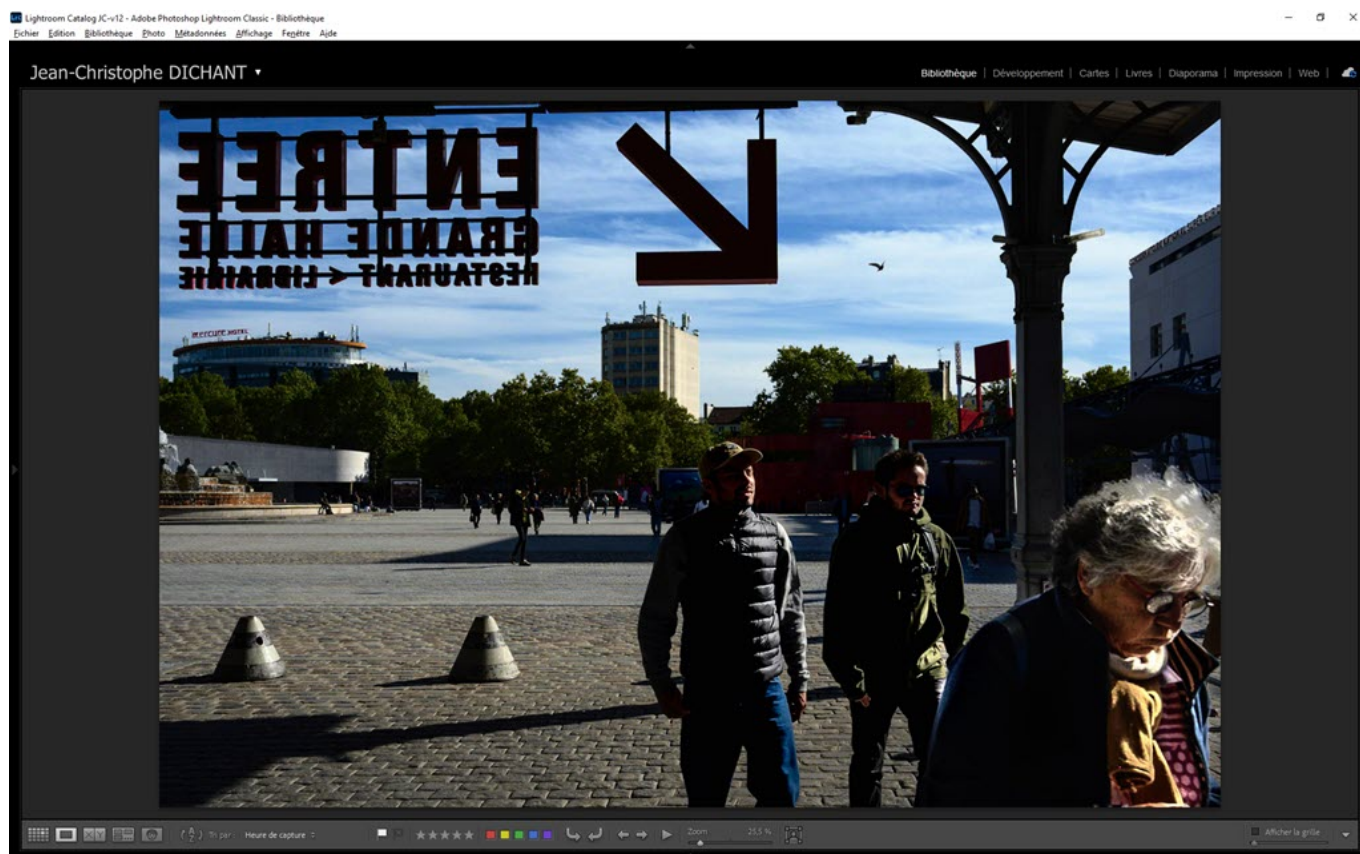 Lightroom Catalog JC-v12 - Adobe Photoshop Lightroom Classic - Bibliothèque
Fichier Edition Bibliothèque Photo Métadonnées Affichage Fenêtre Aide
Jean-Christophe DICHANT
Bibliothèque | Développement | Cartes | Livres | Diaporama | Impression | Web |
ENTREE
GRANDE HALLE
RESTAURANT LIBRAIRIE
MERCURE HOTEL
Tri par : Heure de capture
Zoom 25,5 %
Afficher la grille